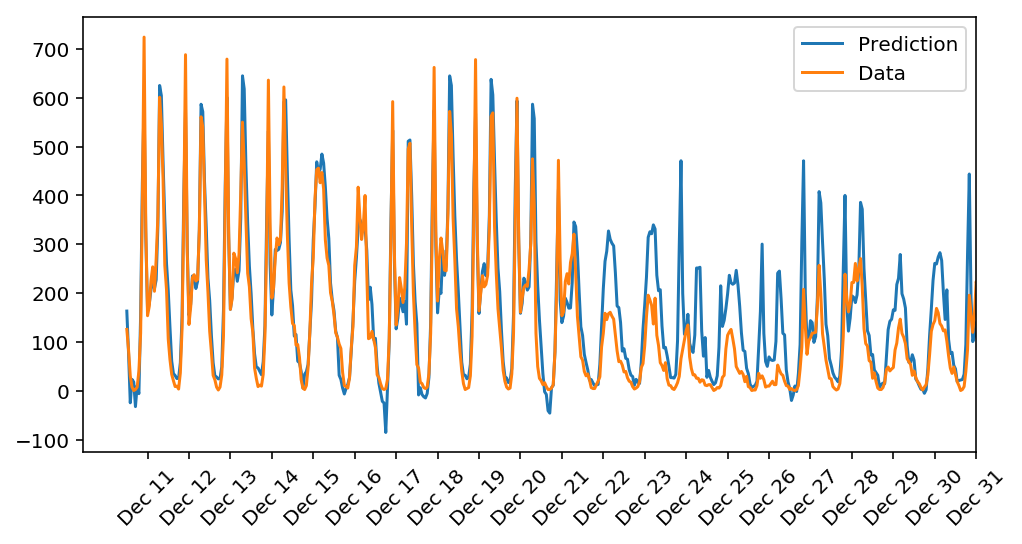 700
600
500
400
300
200
100
0
−100
Prediction
Data
Dec 11
Dec 12
Dec 13
Dec 14
Dec 15
Dec 16
Dec 17
Dec 18
Dec 19
Dec 20
Dec 21
Dec 22
Dec 23
Dec 24
Dec 25
Dec 26
Dec 27
Dec 28
Dec 29
Dec 30
Dec 31